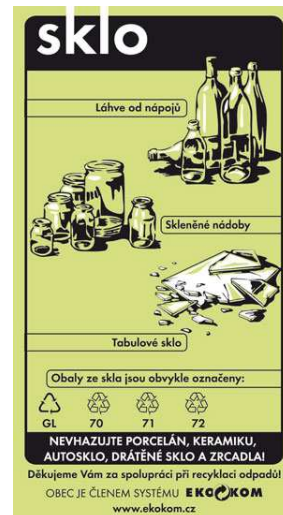 sklo
Láhve od nápojů
Skleněné nádoby
Tabulové sklo
Obaly ze skla jsou obvykle označeny:
GL 70 71 72
NEVHAZUJTE PORCELÁN, KERAMIKU,
AUTOSKLO, DRÁTĚNÉ SKLO A ZRCADLA!
Děkujeme Vám za spolupráci při recyklaci odpadů!
OBEC JE ČLENEM SYSTÉMU EKO KOM
www.ekokom.cz